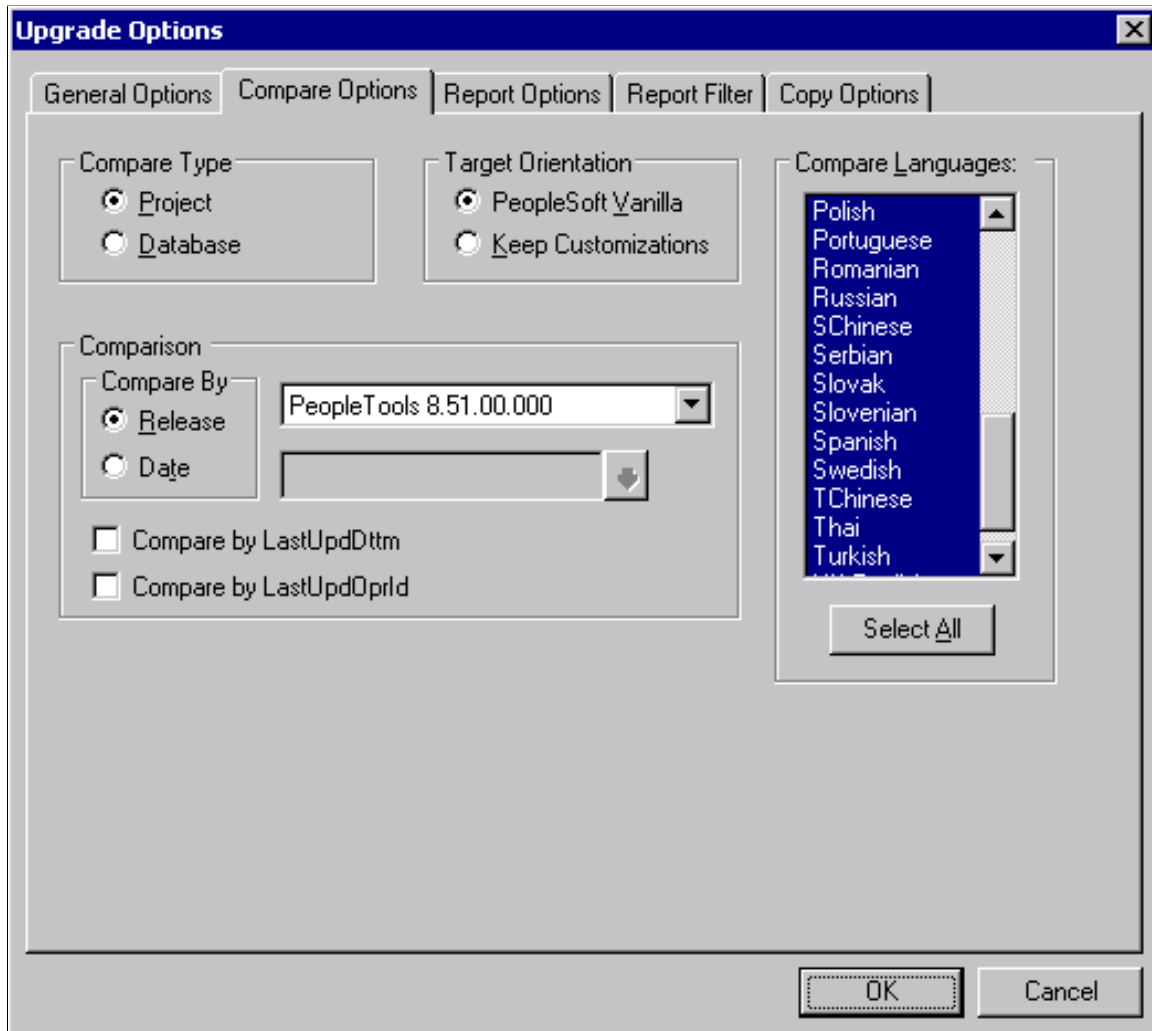 Upgrade Options
General Options
Compare Options
Report Options
Report Filter
Copy Options
Compare Type
Project
Database
Target Orientation
PeopleSoft Vanilla
Keep Customizations
Compare Languages:
Polish
Portuguese
Romanian
Russian
SChinese
Serbian
Slovak
Slovenian
Spanish
Swedish
TChinese
Thai
Turkish
Select All
Comparison
Compare By
Release
Date
PeopleTools 8.51.00.000
Compare by LastUpdDttm
Compare by LastUpdOprId
OK
Cancel